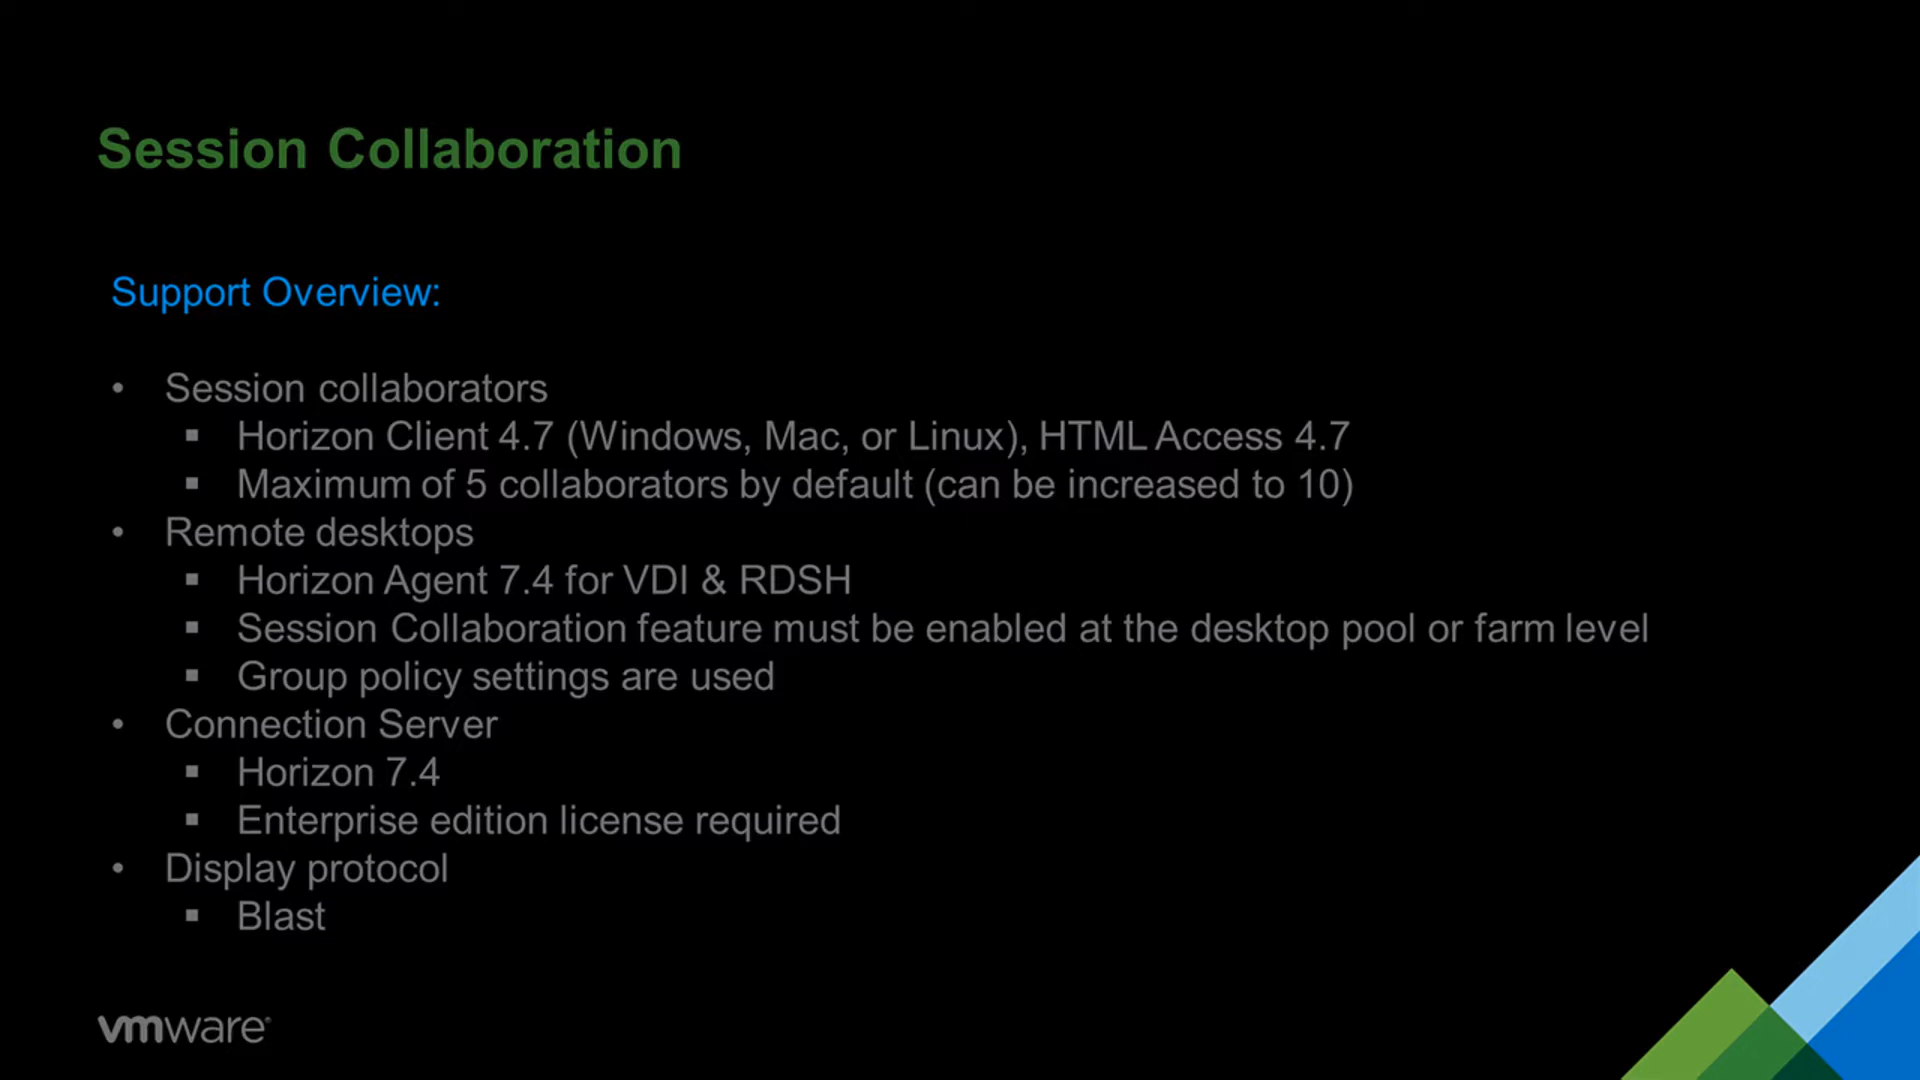 Session Collaboration
Support Overview:
• Session collaborators
▪ Horizon Client 4.7 (Windows, Mac, or Linux), HTML Access 4.7
▪ Maximum of 5 collaborators by default (can be increased to 10)
• Remote desktops
▪ Horizon Agent 7.4 for VDI & RDSH
▪ Session Collaboration feature must be enabled at the desktop pool or farm level
▪ Group policy settings are used
• Connection Server
▪ Horizon 7.4
▪ Enterprise edition license required
• Display protocol
▪ Blast
vmware®